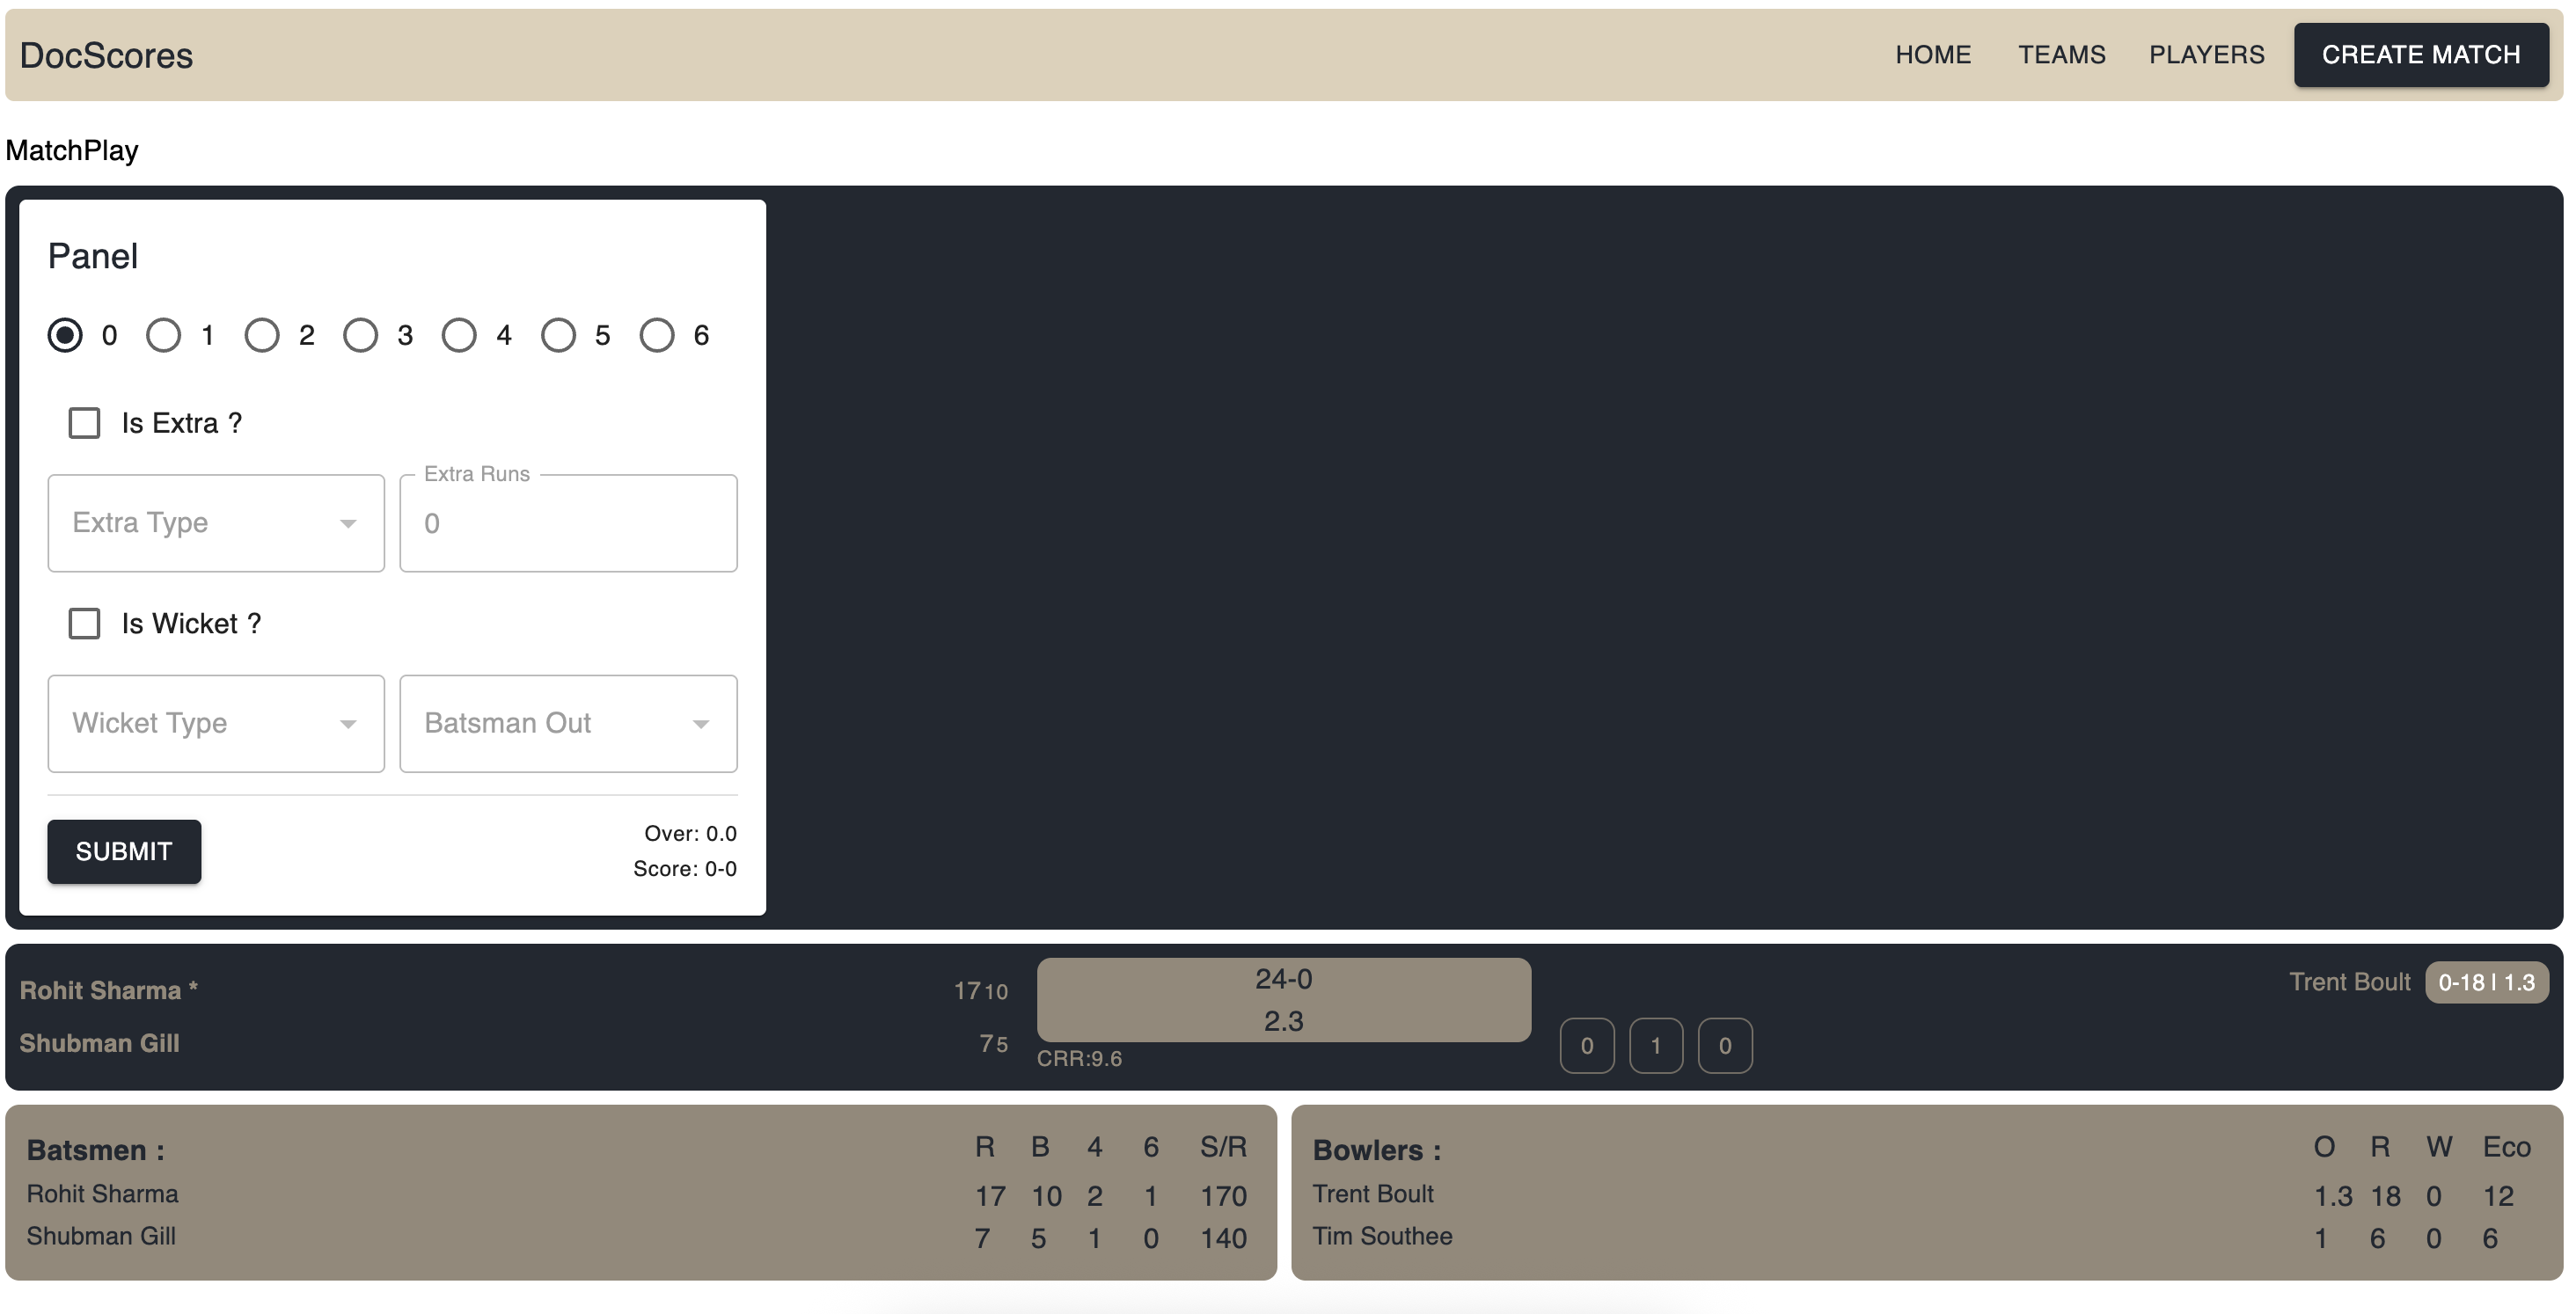 DocScores HOME TEAMS PLAYERS CREATE MATCH
MatchPlay
Panel
0 1 2 3 4 5 6
Is Extra ?
Extra Type
Extra Runs
0
Is Wicket ?
Wicket Type
Batsman Out
SUBMIT
Over: 0.0
Score: 0-0
Rohit Sharma * 17 10
Shubman Gill 7 5
24-0
2.3
CRR:9.6
Trent Boult 0-18 | 1.3
0 1 0
Batsmen : R B 4 6 S/R
Rohit Sharma 17 10 2 1 170
Shubman Gill 7 5 1 0 140
Bowlers : O R W Eco
Trent Boult 1.3 18 0 12
Tim Southee 1 6 0 6